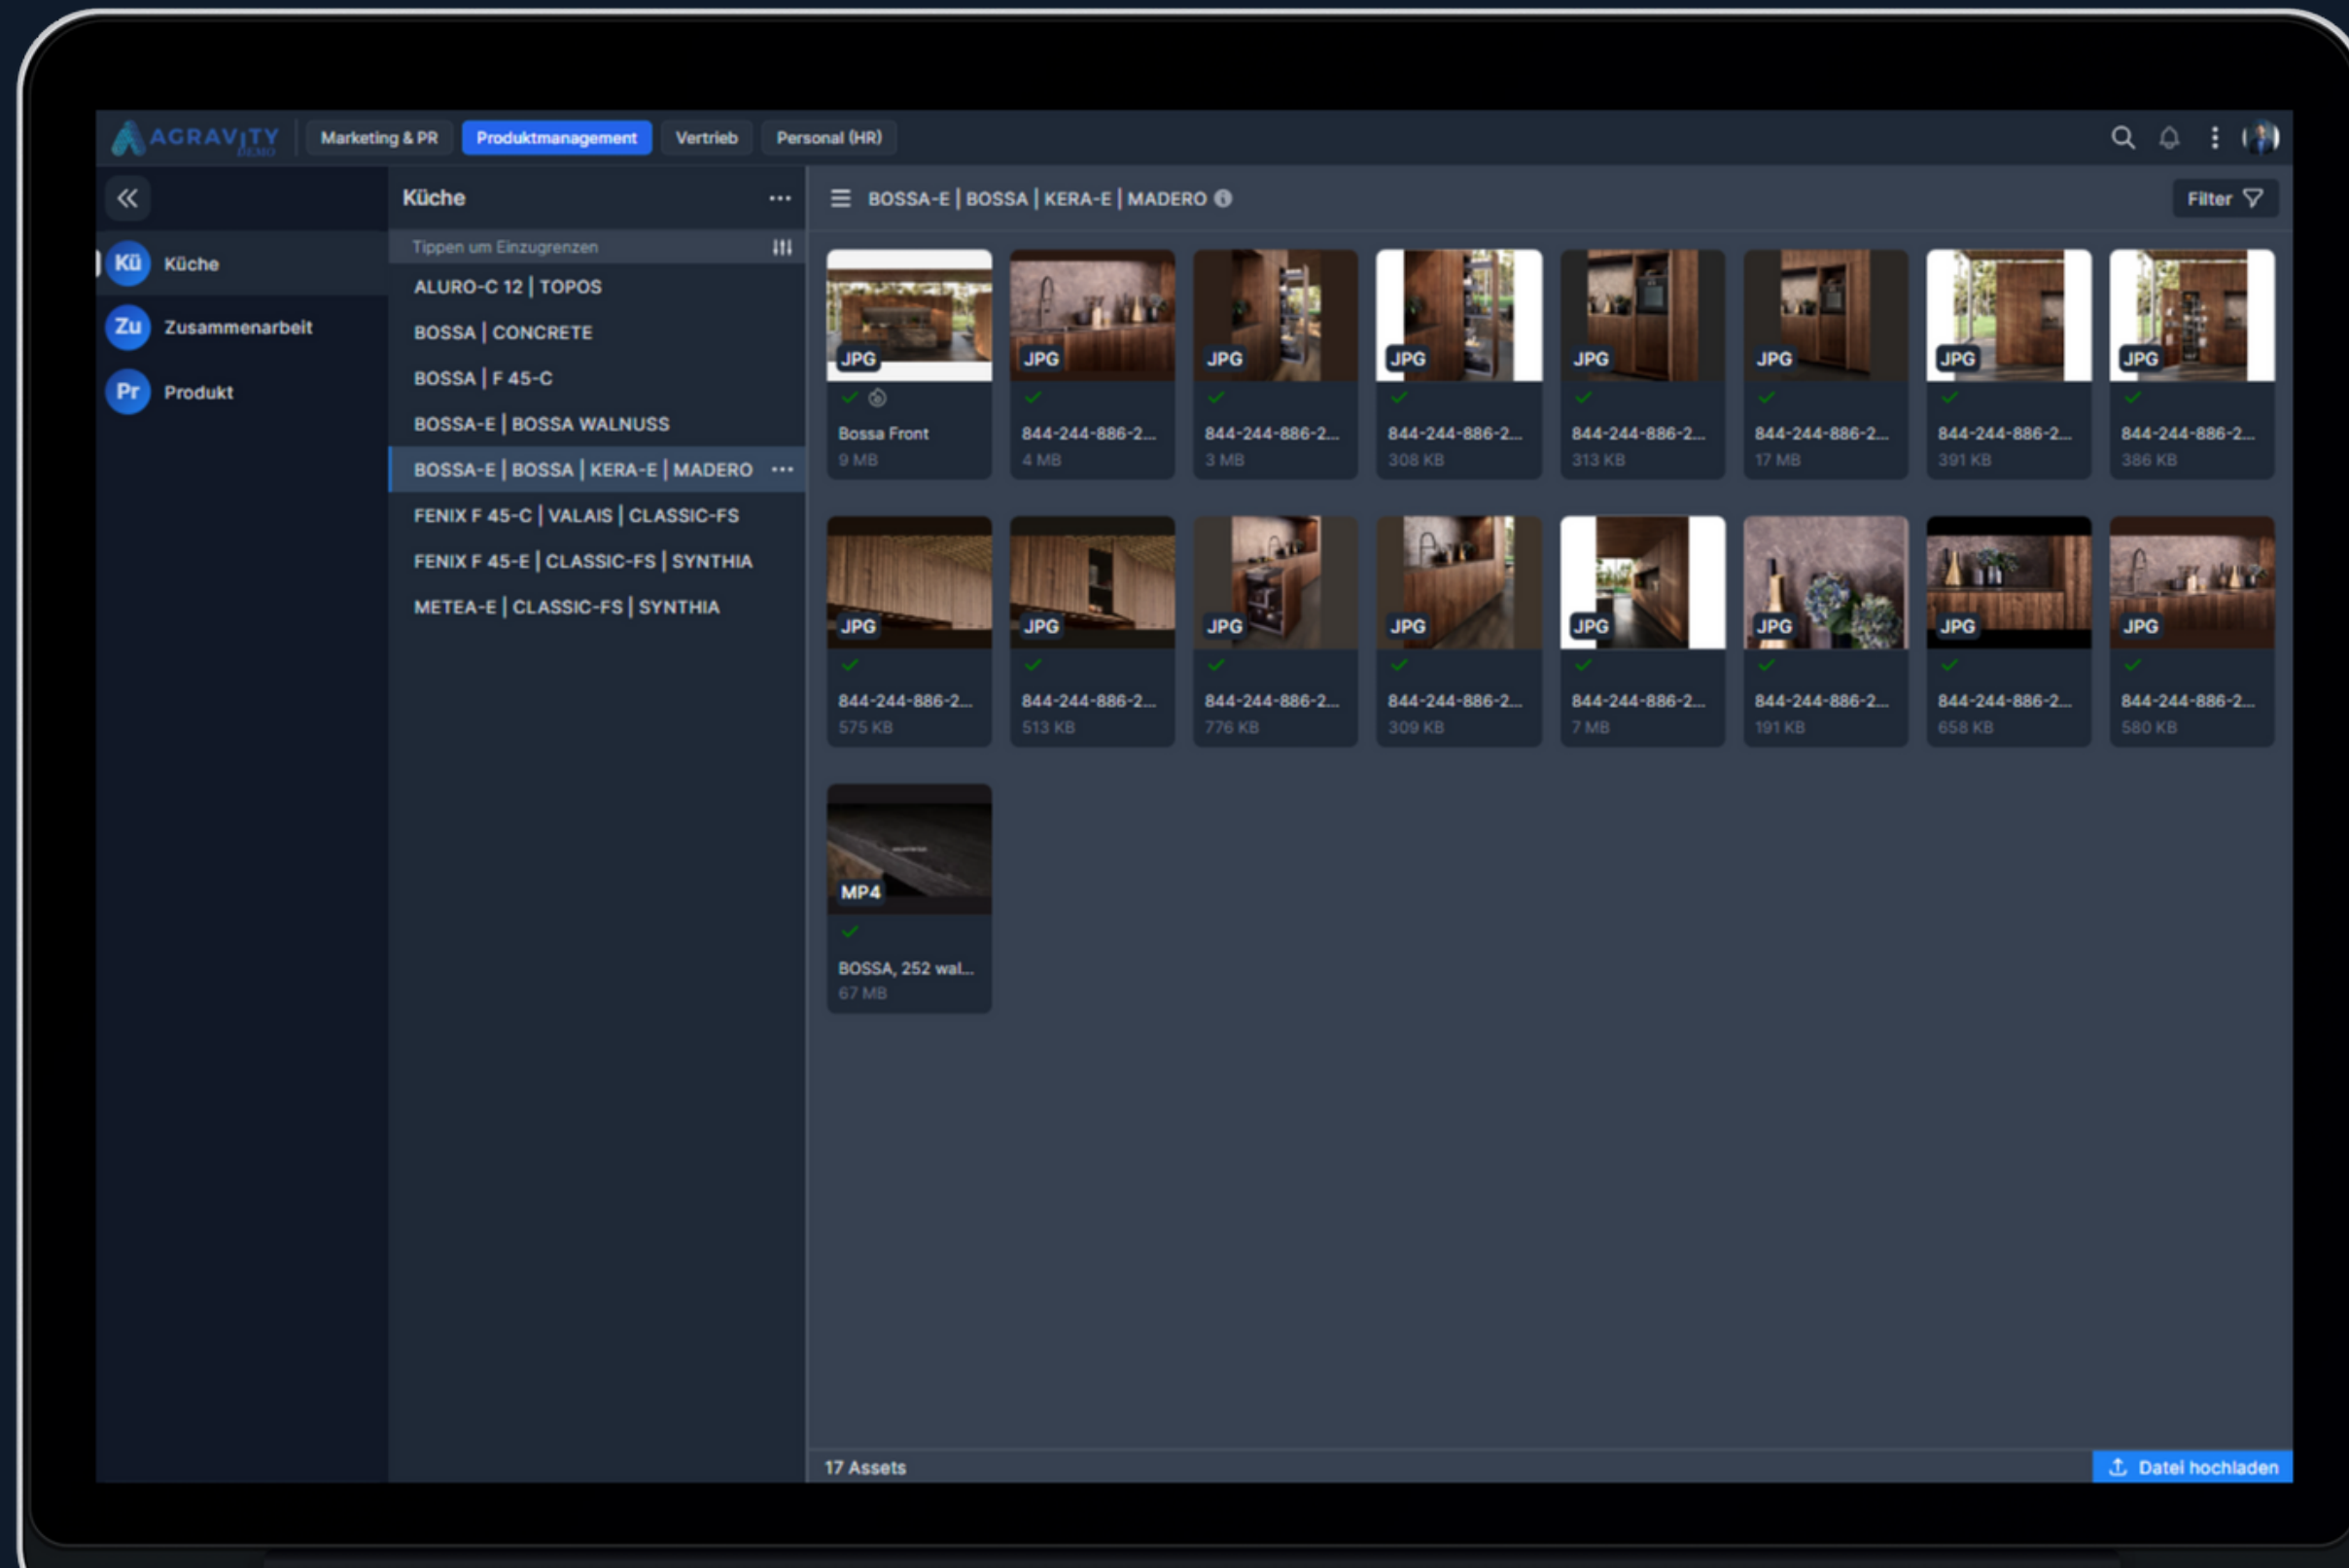 AGRAVITY
DEMO
Marketing & PR
Produktmanagement
Vertrieb
Personal (HR)
Küche
BOSSA-E | BOSSA | KERA-E | MADERO
Filter
Kü Küche
Zu Zusammenarbeit
Pr Produkt
Tippen um Einzugrenzen
ALURO-C 12 | TOPOS
BOSSA | CONCRETE
BOSSA | F 45-C
BOSSA-E | BOSSA WALNUSS
BOSSA-E | BOSSA | KERA-E | MADERO ...
FENIX F 45-C | VALAIS | CLASSIC-FS
FENIX F 45-E | CLASSIC-FS | SYNTHIA
METEA-E | CLASSIC-FS | SYNTHIA
JPG JPG JPG JPG JPG JPG JPG JPG
Bossa Front 844-244-886-2... 844-244-886-2... 844-244-886-2... 844-244-886-2... 844-244-886-2... 844-244-886-2... 844-244-886-2...
9 MB 4 MB 3 MB 308 KB 313 KB 17 MB 391 KB 386 KB
JPG JPG JPG JPG JPG JPG JPG JPG
844-244-886-2... 844-244-886-2... 844-244-886-2... 844-244-886-2... 844-244-886-2... 844-244-886-2... 844-244-886-2... 844-244-886-2...
575 KB 513 KB 776 KB 309 KB 7 MB 191 KB 658 KB 580 KB
MP4
BOSSA, 252 wal...
67 MB
17 Assets
Datei hochladen